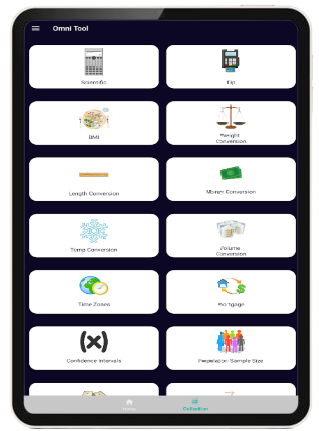 Omni Tool
Scientific
Tip
BMI
Weight
Conversion
Length Conversion
Money Conversion
Temp Conversion
Volume
Conversion
Time Zones
Mortgage
Confidence Intervals
Population Sample Size
Home
Collection